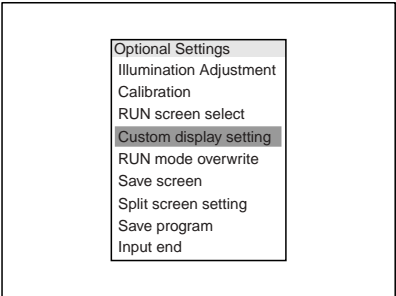 Optional Settings
Illumination Adjustment
Calibration
RUN screen select
Custom display setting
RUN mode overwrite
Save screen
Split screen setting
Save program
Input end